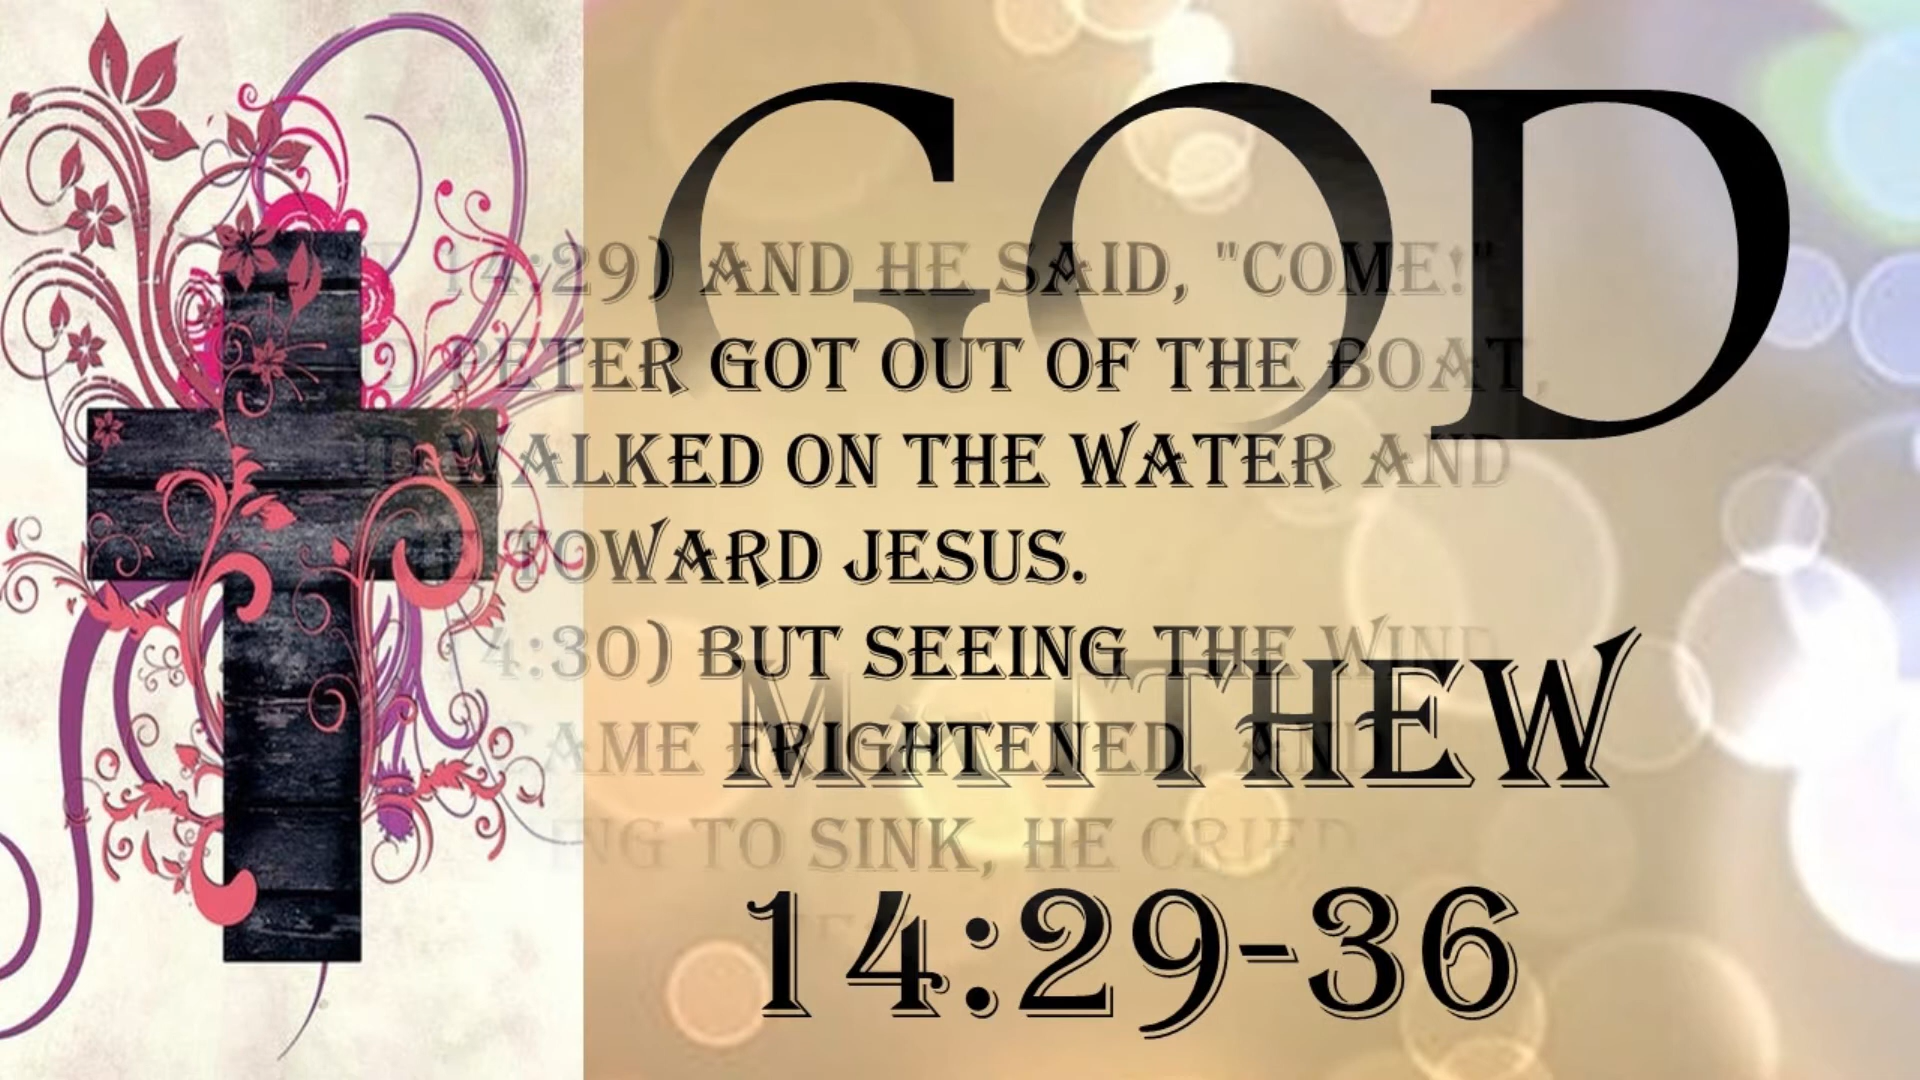 GOD
14:29) AND HE SAID, "COME!"
PETER GOT OUT OF THE BOAT,
WALKED ON THE WATER AND
TOWARD JESUS.
4:30) BUT SEEING THE WIND
MATTHEW
FRIGHTENED, AND
TO SINK, HE CRIED
14:29-36